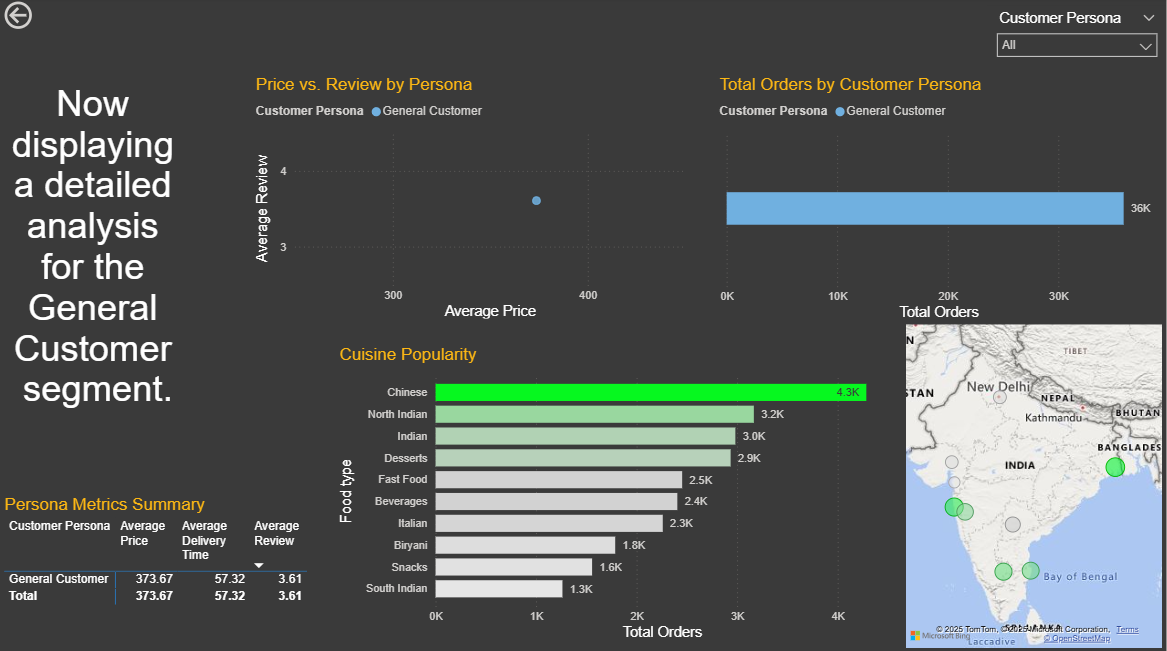 Customer Persona
All
Now
displaying
a detailed
analysis
for the
General
Customer
segment.
Price vs. Review by Persona
Customer Persona General Customer
Average Review
4
3
300 400
Average Price
Total Orders by Customer Persona
Customer Persona General Customer
36K
0K 10K 20K 30K
Total Orders
Cuisine Popularity
Food type
Chinese 4.3K
North Indian 3.2K
Indian 3.0K
Desserts 2.9K
Fast Food 2.5K
Beverages 2.4K
Italian 2.3K
Biryani 1.8K
Snacks 1.6K
South Indian 1.3K
0K 1K 2K 3K 4K
Total Orders
Persona Metrics Summary
Customer Persona Average Price Average Delivery Time Average Review
General Customer 373.67 57.32 3.61
Total 373.67 57.32 3.61
N
TIBET
STAN
New Delhi
NEPAL
Kathmandu
BHUTAN
BANGLADES
INDIA
Bay of Bengal
SRI LANKA
© 2025 TomTom, © 2025 Microsoft Corporation, Terms
© OpenStreetMap
Microsoft Bing
Laccadive